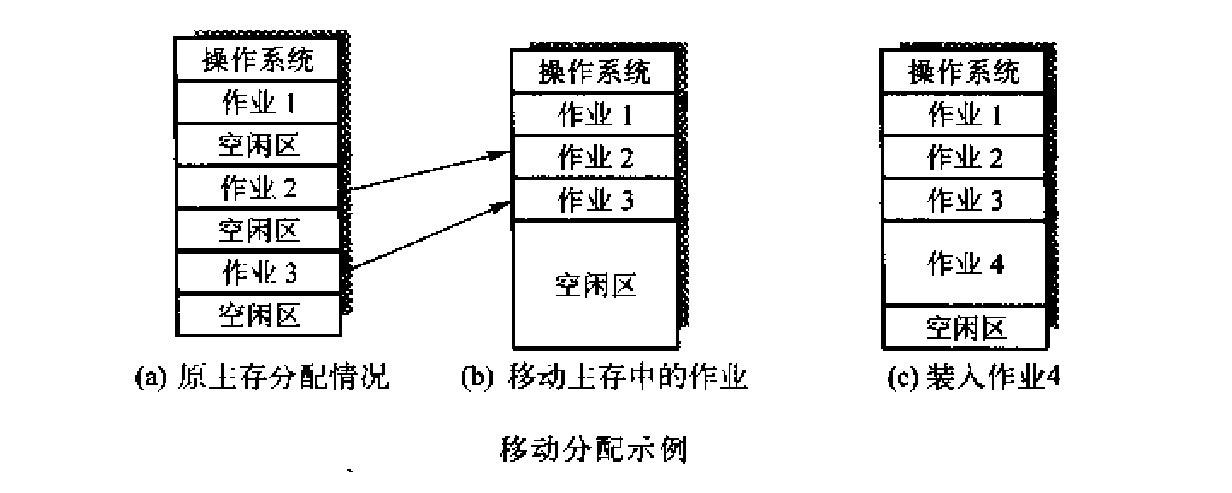 操作系统
作业 1
空闲区
作业 2
空闲区
作业 3
空闲区
(a) 原主存分配情况
操作系统
作业 1
作业 2
作业 3
空闲区
(b) 移动主存中的作业
操作系统
作业 1
作业 2
作业 3
作业 4
空闲区
(c) 装入作业4
移动分配示例